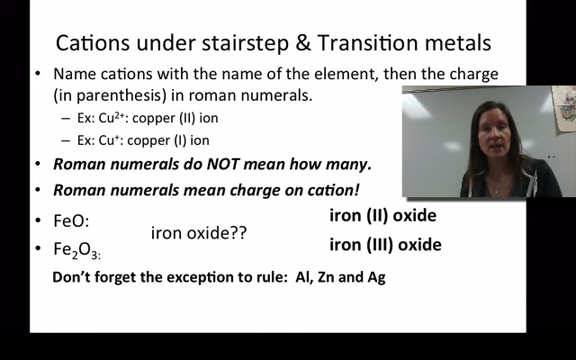 Cations under stairstep & Transition metals
• Name cations with the name of the element, then the charge
(in parenthesis) in roman numerals.
– Ex: Cu²⁺: copper (II) ion
– Ex: Cu⁺: copper (I) ion
• Roman numerals do NOT mean how many.
• Roman numerals mean charge on cation!
• FeO:
iron oxide??
iron (II) oxide
• Fe₂O₃:
iron (III) oxide
Don't forget the exception to rule: Al, Zn and Ag